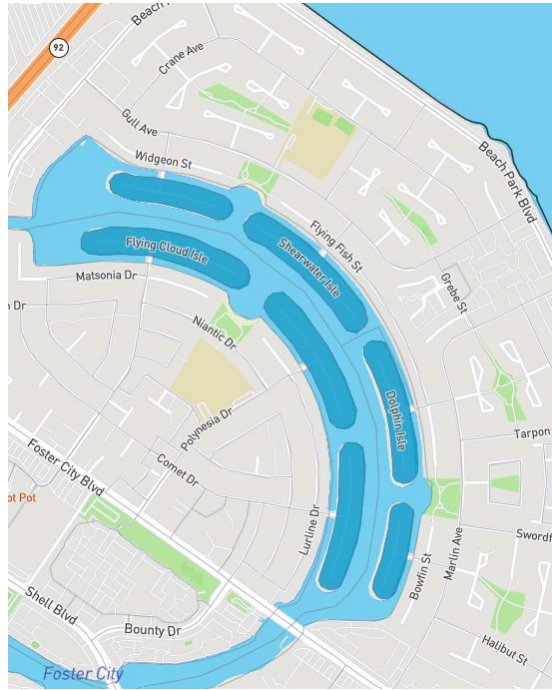 Beach Park
92
Crane Ave
Gull Ave
Widgeon St
Beach Park Blvd
Flying Fish St
Shearwater Isle
Flying Cloud Isle
Matsonia Dr
Grebe St
n Dr
Niantic Dr
Dolphin Isle
Polynesia Dr
Tarpon
Foster City Blvd
Comet Dr
ot Pot
Lurline Dr
Swordf
Marlin Ave
Bowfin St
Shell Blvd
Bounty Dr
Halibut St
Foster City